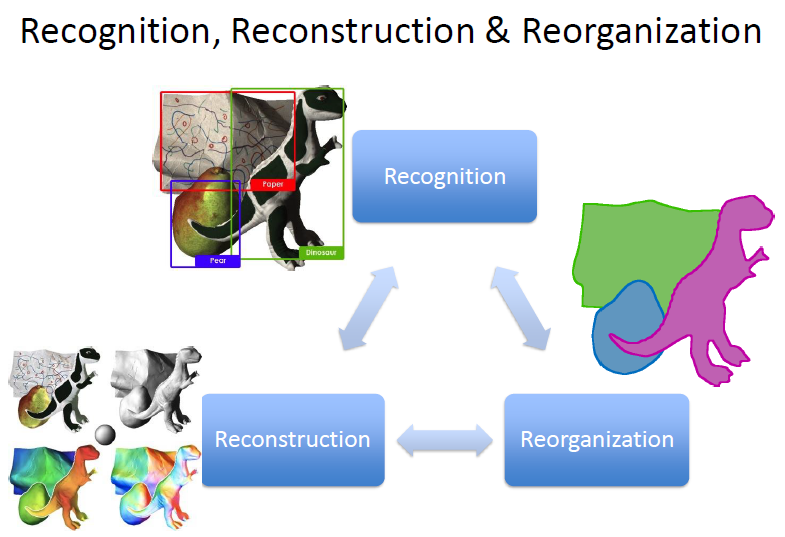 Recognition, Reconstruction & Reorganization
Recognition
Paper
Pear
Dinosaur
Reconstruction
Reorganization